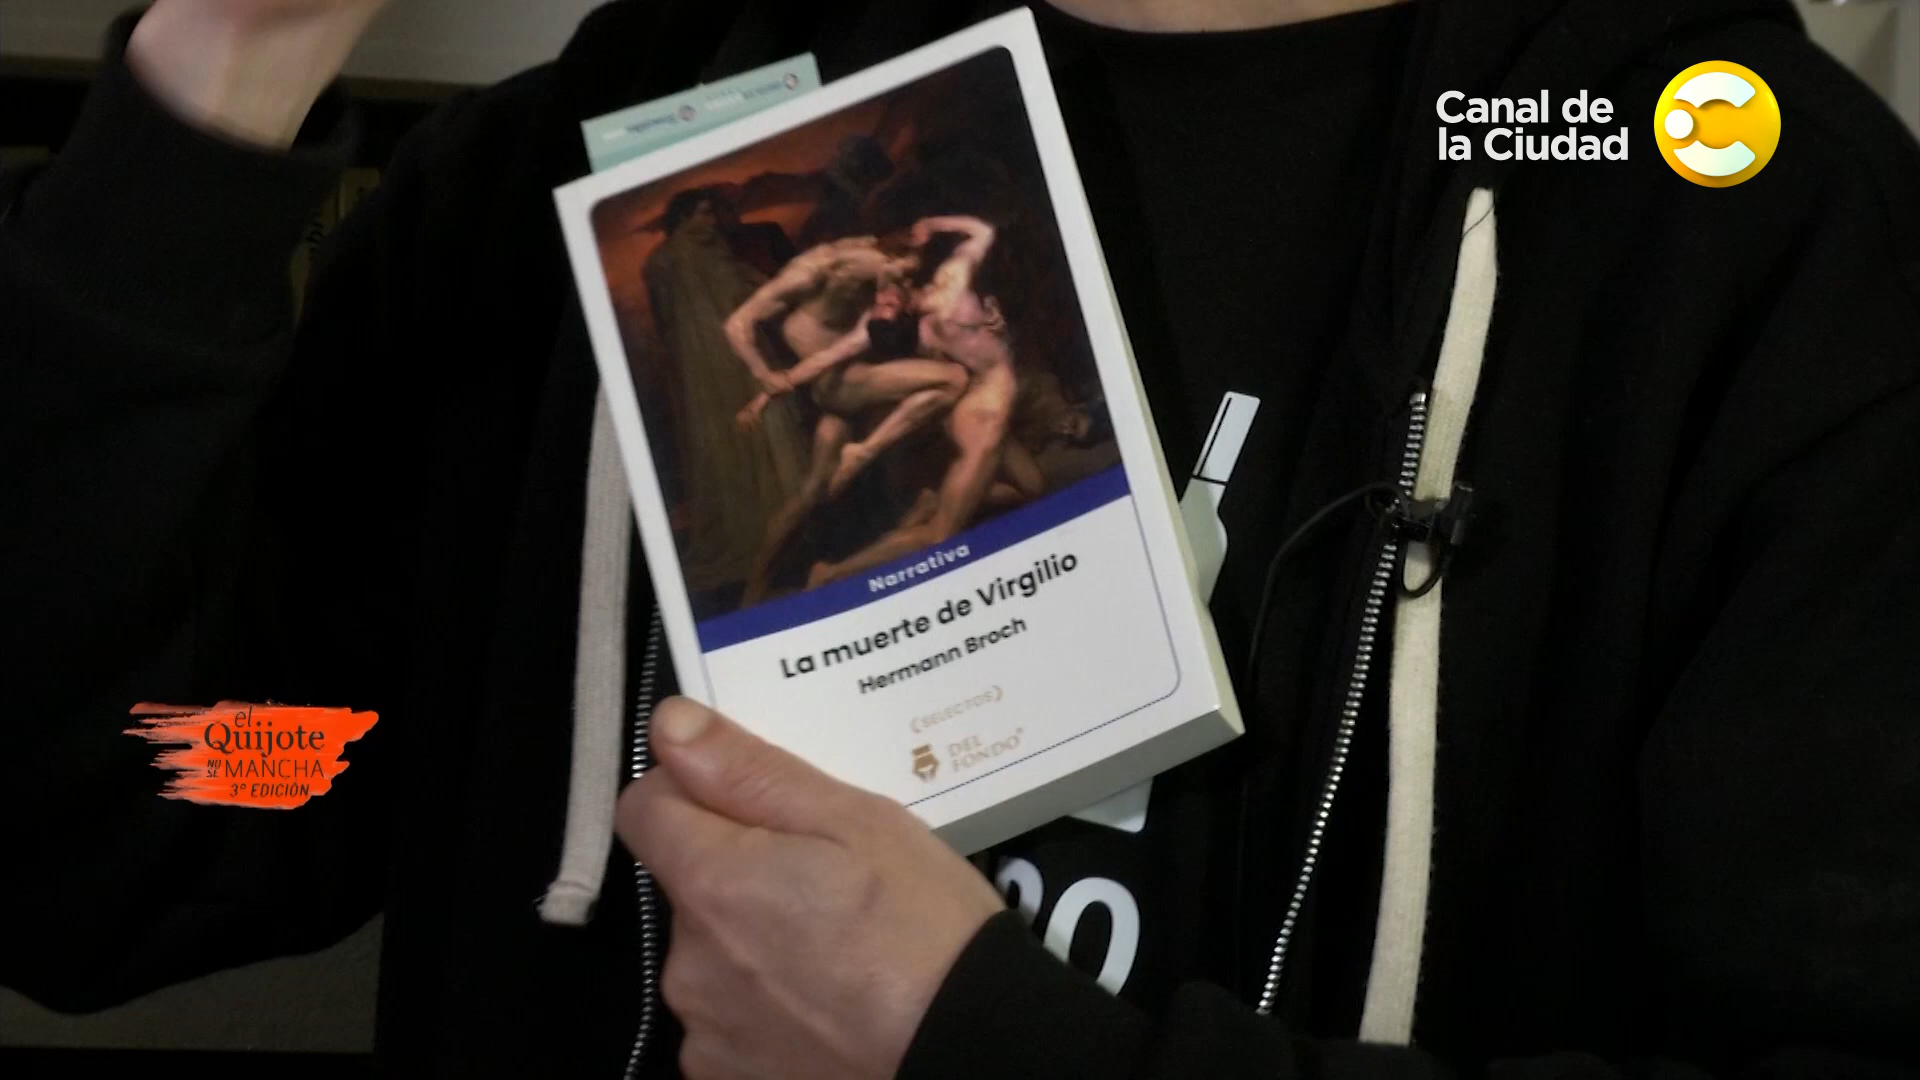 Canal de
la Ciudad
Narrativa
La muerte de Virgilio
Hermann Broch
(SELECTOS)
DEL
FONDO
el
Quijote
NO
SE MANCHA
3° EDICIÓN